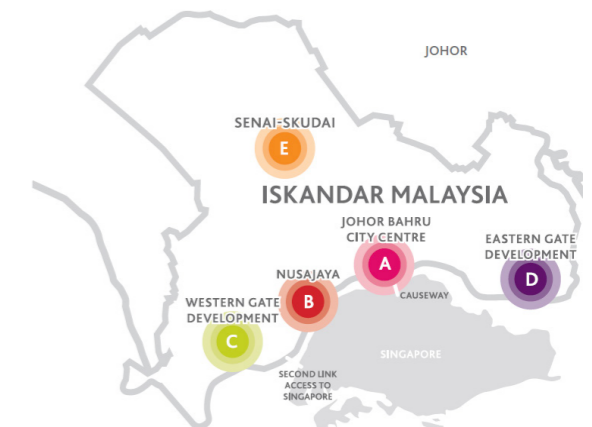 JOHOR
SENAI-SKUDAI
E
ISKANDAR MALAYSIA
JOHOR BAHRU
CITY CENTRE
A
EASTERN GATE
DEVELOPMENT
D
NUSAJAYA
B
CAUSEWAY
WESTERN GATE
DEVELOPMENT
C
SINGAPORE
SECOND LINK
ACCESS TO
SINGAPORE